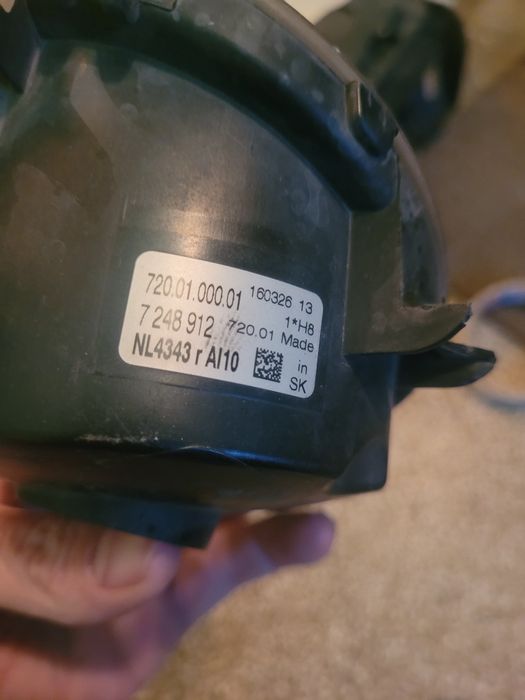 720.01.000.01 160326 13
7 248 912 720.01 1*H8
Made
NL4343 r AI10 in
SK